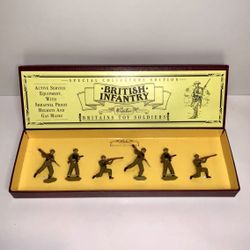 SPECIAL COLLECTORS EDITION
ACTIVE SERVICE
EQUIPMENT
WITH
SHRAPNEL PROOF
HELMETS AND
GAS MASKS
BRITISH
INFANTRY
BRITAINS TOY SOLDIERS